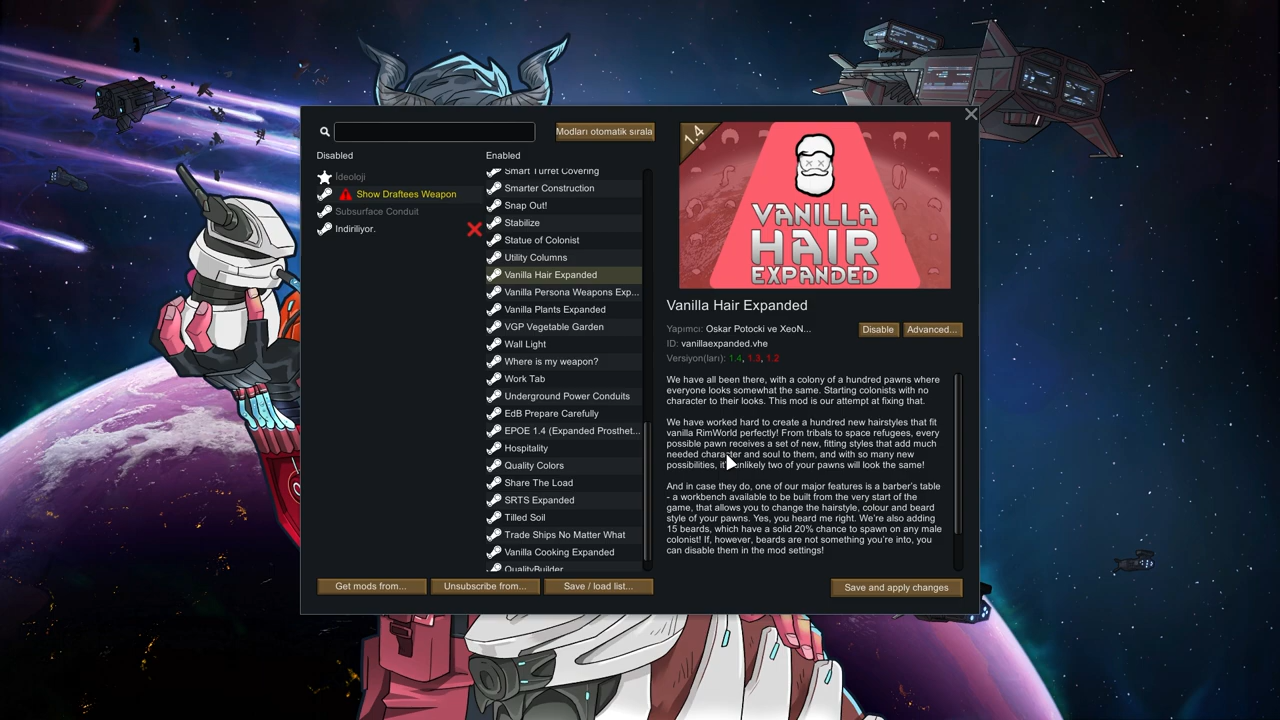 Modları otomatik sırala
Disabled
İdeoloji
Show Draftees Weapon
Subsurface Conduit
Indiriliyor.
Enabled
Smart Turret Covering
Smarter Construction
Snap Out!
Stabilize
Statue of Colonist
Utility Columns
Vanilla Hair Expanded
Vanilla Persona Weapons Exp...
Vanilla Plants Expanded
VGP Vegetable Garden
Wall Light
Where is my weapon?
Work Tab
Underground Power Conduits
EdB Prepare Carefully
EPOE 1.4 (Expanded Prosthet...
Hospitality
Quality Colors
Share The Load
SRTS Expanded
Tilled Soil
Trade Ships No Matter What
Vanilla Cooking Expanded
QualityBuilder
Get mods from...
Unsubscribe from...
Save / load list...
1.4
VANILLA
HAIR
EXPANDED
Vanilla Hair Expanded
Yapımcı: Oskar Potocki ve XeoN...
Disable
Advanced...
ID: vanillaexpanded.vhe
Versiyon(ları): 1.4, 1.3, 1.2
We have all been there, with a colony of a hundred pawns where
everyone looks somewhat the same. Starting colonists with no
character to their looks. This mod is our attempt at fixing that.
We have worked hard to create a hundred new hairstyles that fit
vanilla RimWorld perfectly! From tribals to space refugees, every
possible pawn receives a set of new, fitting styles that add much
needed character and soul to them, and with so many new
possibilities, it's unlikely two of your pawns will look the same!
And in case they do, one of our major features is a barber's table
- a workbench available to be built from the very start of the
game, that allows you to change the hairstyle, colour and beard
style of your pawns. Yes, you heard me right. We're also adding
15 beards, which have a solid 20% chance to spawn on any male
colonist! If, however, beards are not something you're into, you
can disable them in the mod settings!
Save and apply changes